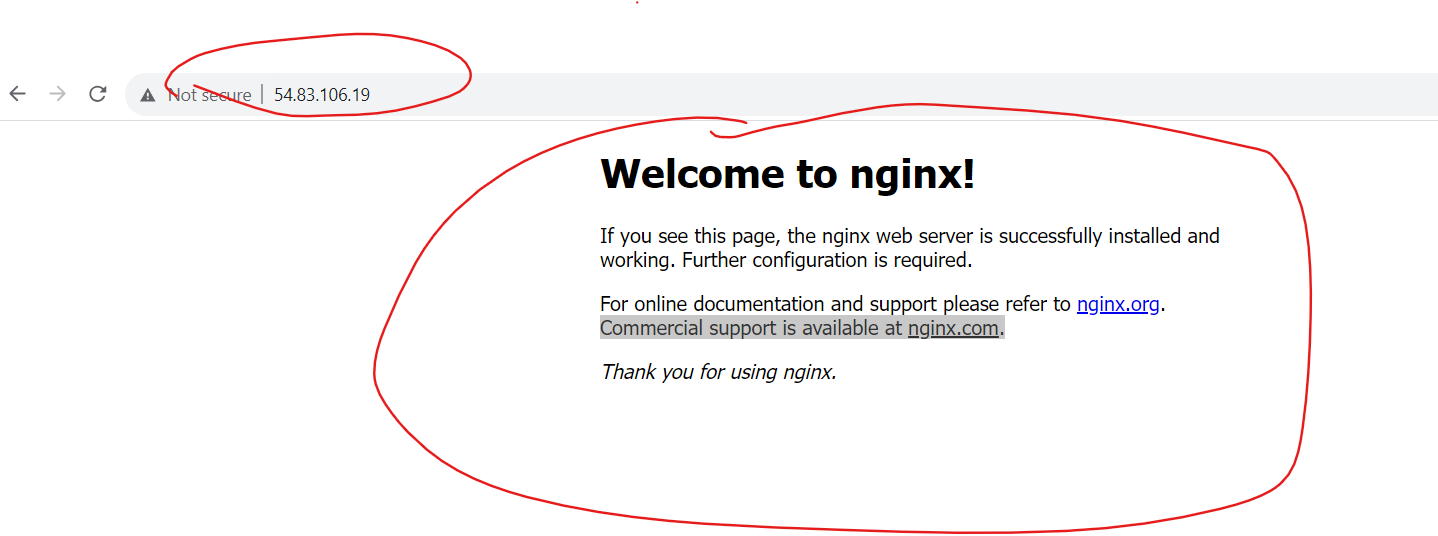 Not secure | 54.83.106.19
Welcome to nginx!
If you see this page, the nginx web server is successfully installed and
working. Further configuration is required.
For online documentation and support please refer to nginx.org.
Commercial support is available at nginx.com.
Thank you for using nginx.